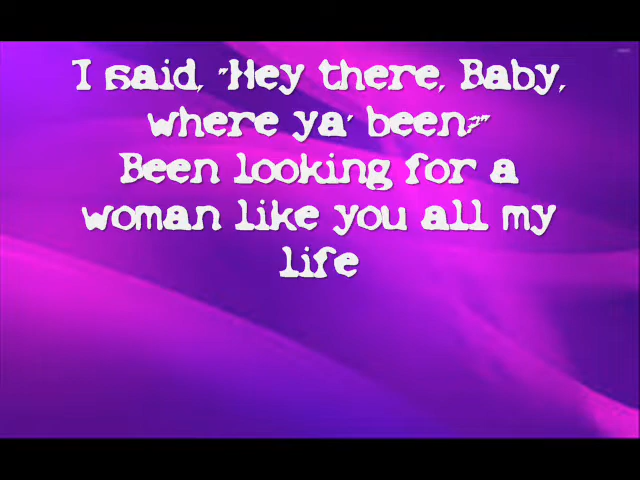 I said, "Hey there, Baby,
where ya' been?"
Been looking for a
woman like you all my
life